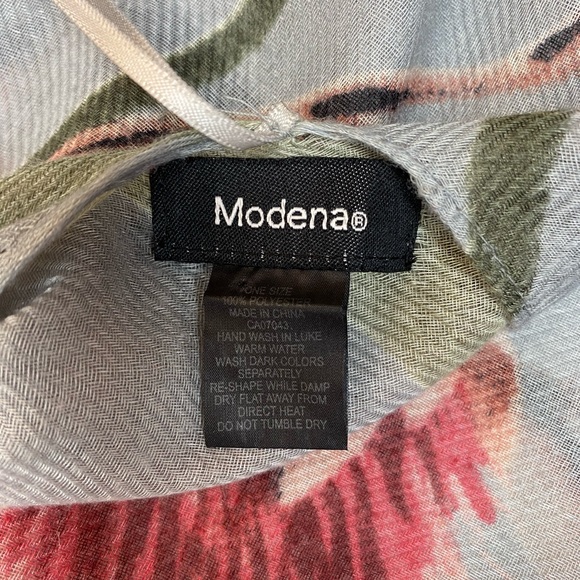 Modena®
ONE SIZE
100% POLYESTER
MADE IN CHINA
CA07043
HAND WASH IN LUKE
WARM WATER
WASH DARK COLORS
SEPARATELY
RE-SHAPE WHILE DAMP
DRY FLAT AWAY FROM
DIRECT HEAT
DO NOT TUMBLE DRY